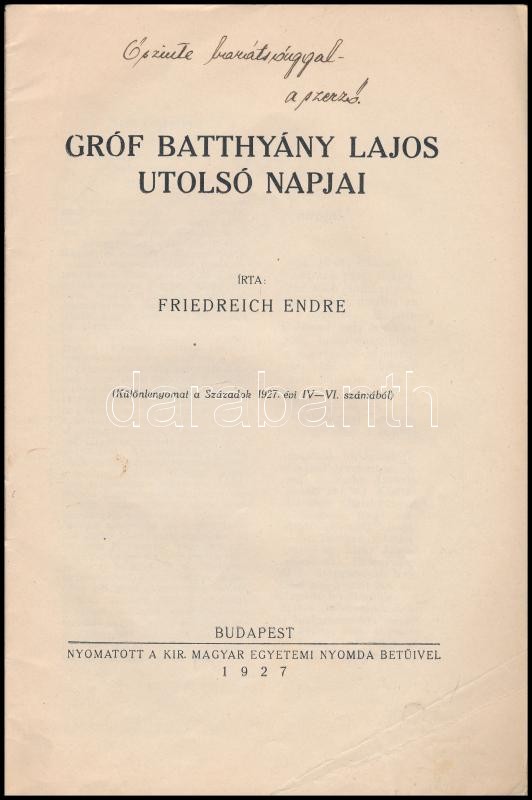 Őszinte barátsággal –
a szerző.
GRÓF BATTHYÁNY LAJOS
UTOLSÓ NAPJAI
ÍRTA:
FRIEDREICH ENDRE
(Különlenyomat a Századok 1927. évi IV—VI. számából)
darabanth
BUDAPEST
NYOMATOTT A KIR. MAGYAR EGYETEMI NYOMDA BETŰIVEL
1927